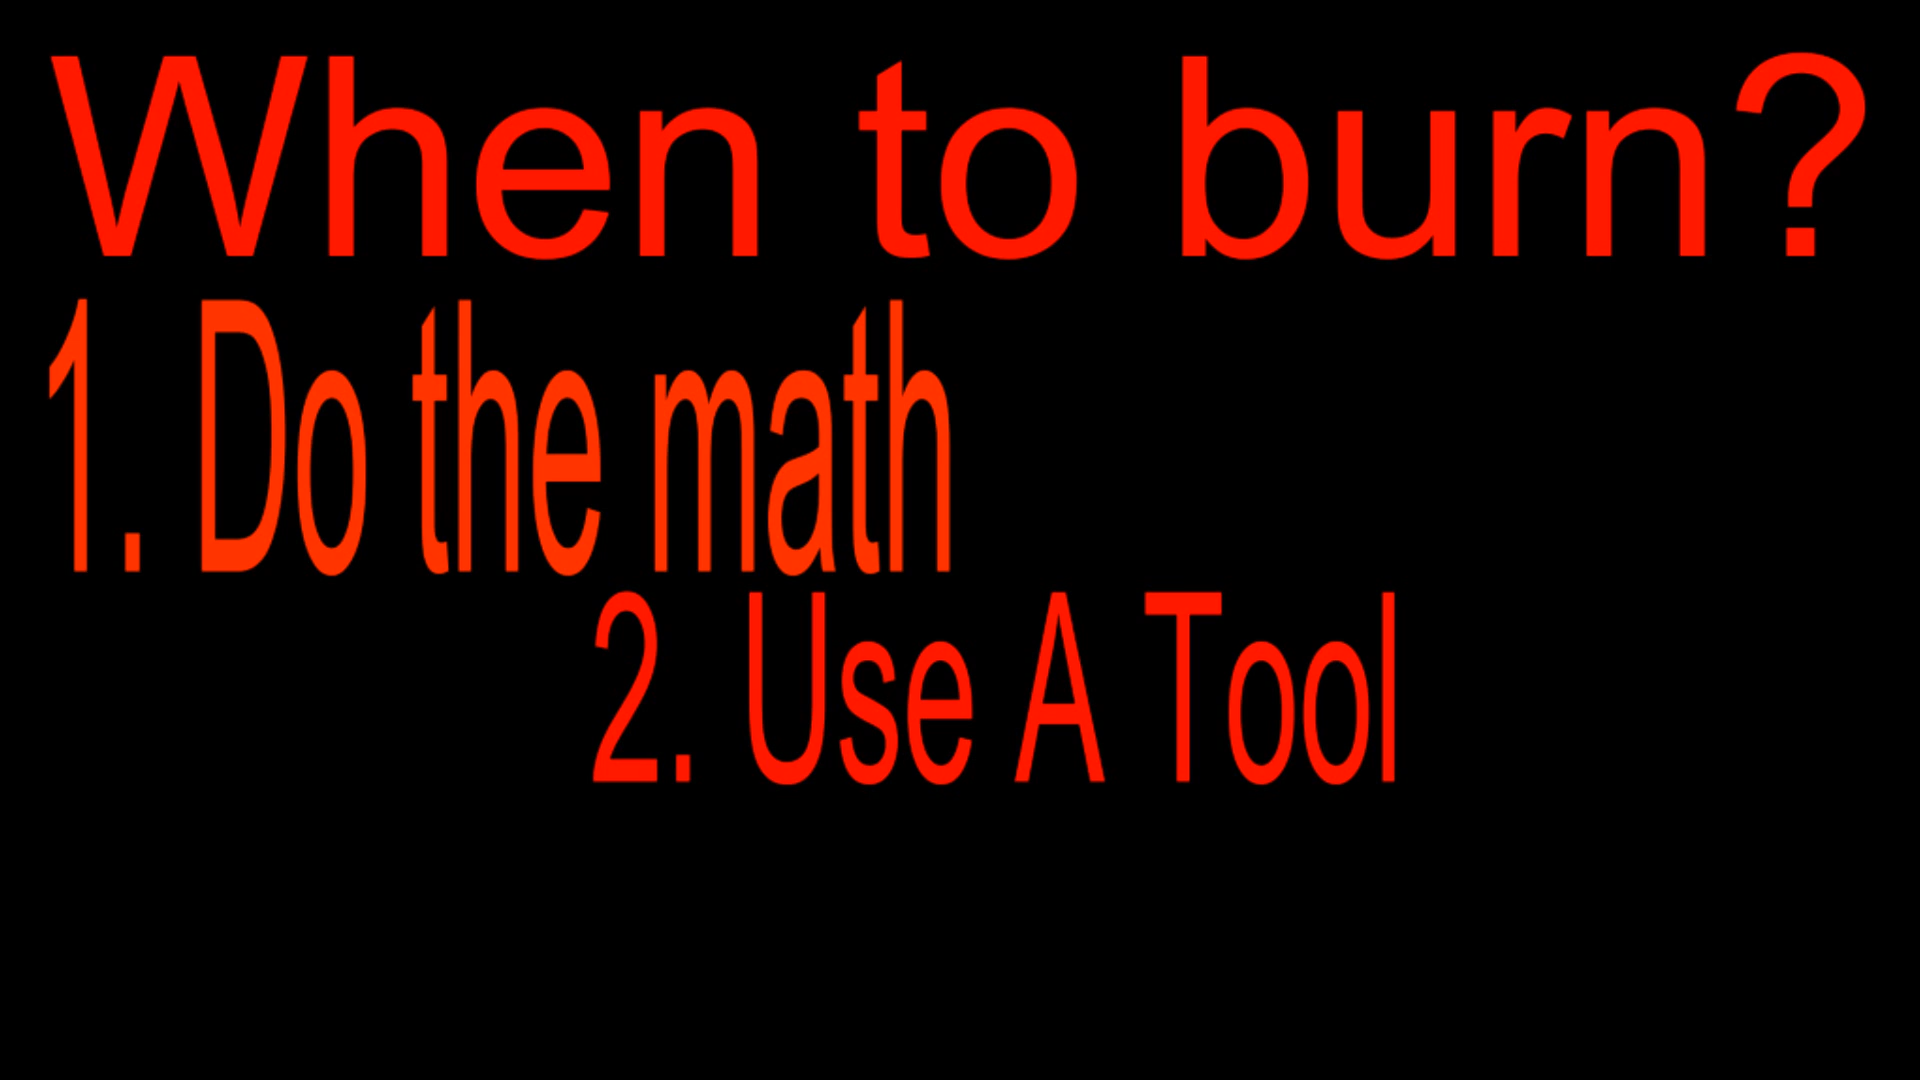 When to burn?
1. Do the math
2. Use A Tool